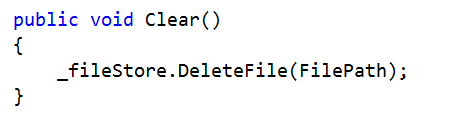 public void Clear()
{
    _fileStore.DeleteFile(FilePath);
}